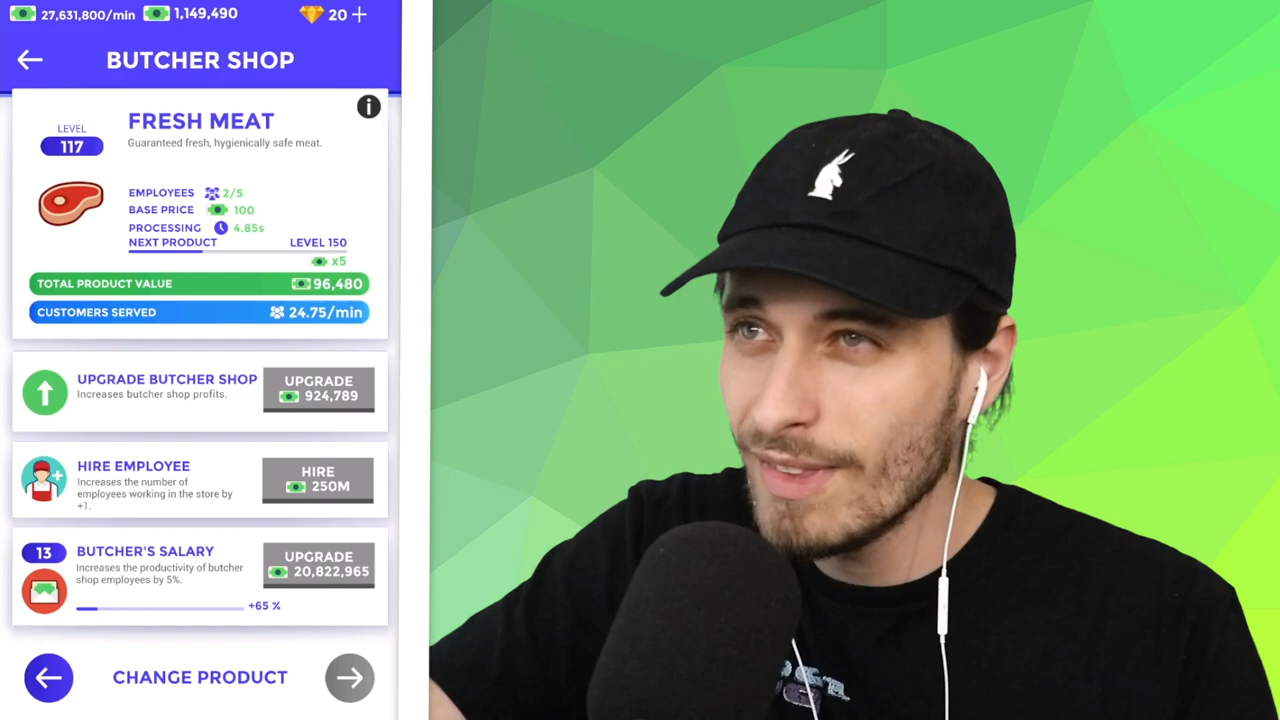 27,631,800/min 1,149,490 20 +
BUTCHER SHOP
FRESH MEAT
Guaranteed fresh, hygienically safe meat.
LEVEL
117
EMPLOYEES 2/5
BASE PRICE 100
PROCESSING 4.85s
NEXT PRODUCT LEVEL 150
x5
TOTAL PRODUCT VALUE 96,480
CUSTOMERS SERVED 24.75/min
UPGRADE BUTCHER SHOP
Increases butcher shop profits.
UPGRADE
924,789
HIRE EMPLOYEE
Increases the number of
employees working in the store by
+1.
HIRE
250M
13
BUTCHER'S SALARY
Increases the productivity of butcher
shop employees by 5%.
+65 %
UPGRADE
20,822,965
CHANGE PRODUCT